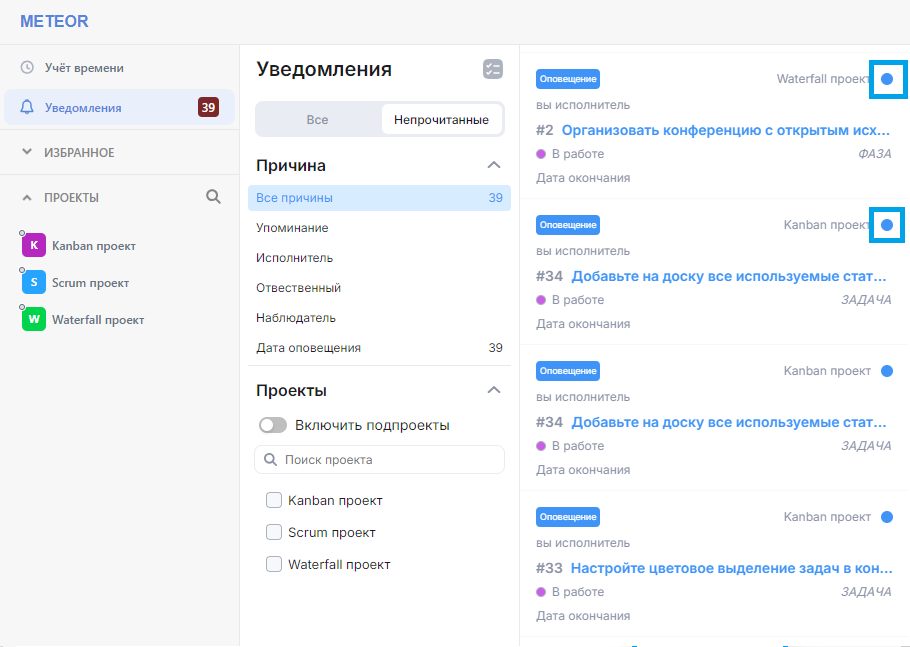 METEOR
Учёт времени
Уведомления 39
ИЗБРАННОЕ
ПРОЕКТЫ
K Kanban проект
S Scrum проект
W Waterfall проект
Уведомления
Все Непрочитанные
Причина
Все причины 39
Упоминание
Исполнитель
Отвественный
Наблюдатель
Дата оповещения 39
Проекты
Включить подпроекты
Поиск проекта
Kanban проект
Scrum проект
Waterfall проект
Оповещение Waterfall проект
вы исполнитель
#2 Организовать конференцию с открытым исх...
В работе ФАЗА
Дата окончания
Оповещение Kanban проект
вы исполнитель
#34 Добавьте на доску все используемые стат...
В работе ЗАДАЧА
Дата окончания
Оповещение Kanban проект
вы исполнитель
#34 Добавьте на доску все используемые стат...
В работе ЗАДАЧА
Дата окончания
Оповещение Kanban проект
вы исполнитель
#33 Настройте цветовое выделение задач в кон...
В работе ЗАДАЧА
Дата окончания